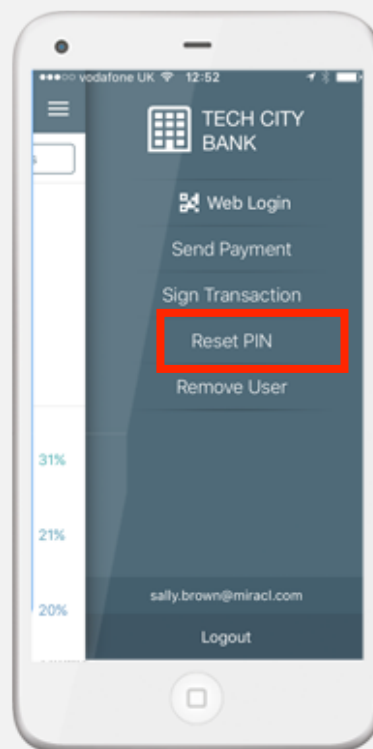 vodafone UK 12:52
TECH CITY
BANK
Web Login
Send Payment
Sign Transaction
Reset PIN
Remove User
31%
21%
20%
sally.brown@miracl.com
Logout